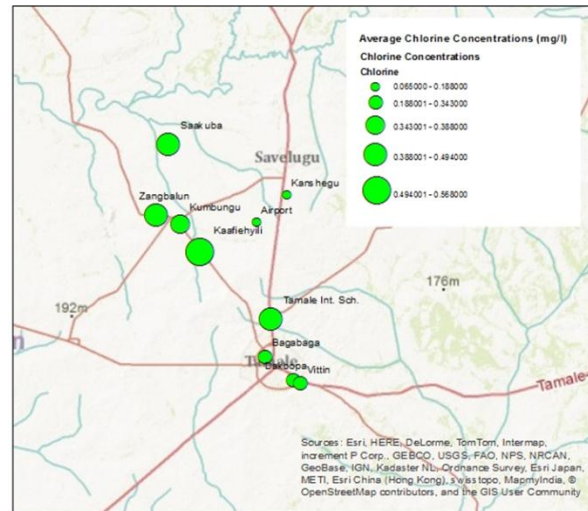 Average Chlorine Concentrations (mg/l)
Chlorine Concentrations
Chlorine
0.065000 - 0.188000
0.188001 - 0.343000
0.343001 - 0.388000
0.388001 - 0.494000
0.494001 - 0.568000
Saakuba
Savelugu
Kanshegu
Zangbalun
Kumbungu
Airport
Kaafiehyili
176m
192m
Tamale Int. Sch.
Bagabaga
Tamale
Dakbopa
Vittin
Tamale
Sources: Esri, HERE, DeLorme, TomTom, Intermap,
increment P Corp., GEBCO, USGS, FAO, NPS, NRCAN,
GeoBase, IGN, Kadaster NL, Ordnance Survey, Esri Japan,
METI, Esri China (Hong Kong), swisstopo, MapmyIndia, ©
OpenStreetMap contributors, and the GIS User Community